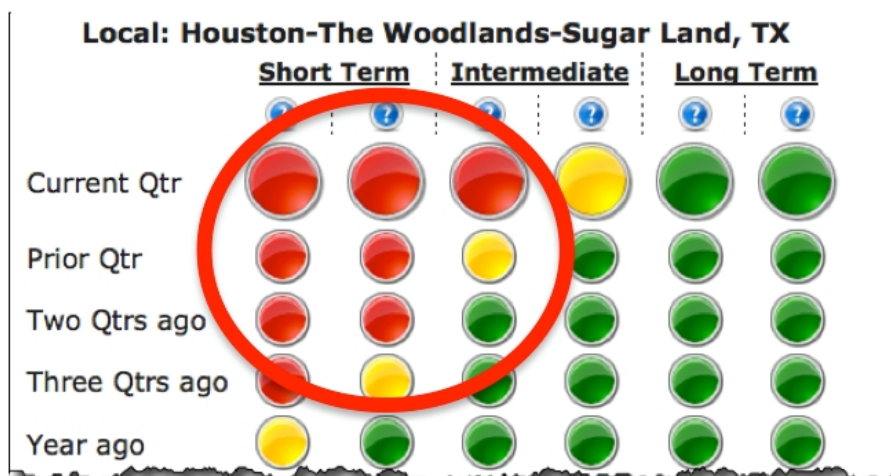 Local: Houston-The Woodlands-Sugar Land, TX
Short Term Intermediate Long Term
? ? ? ? ? ?
Current Qtr
Prior Qtr
Two Qtrs ago
Three Qtrs ago
Year ago